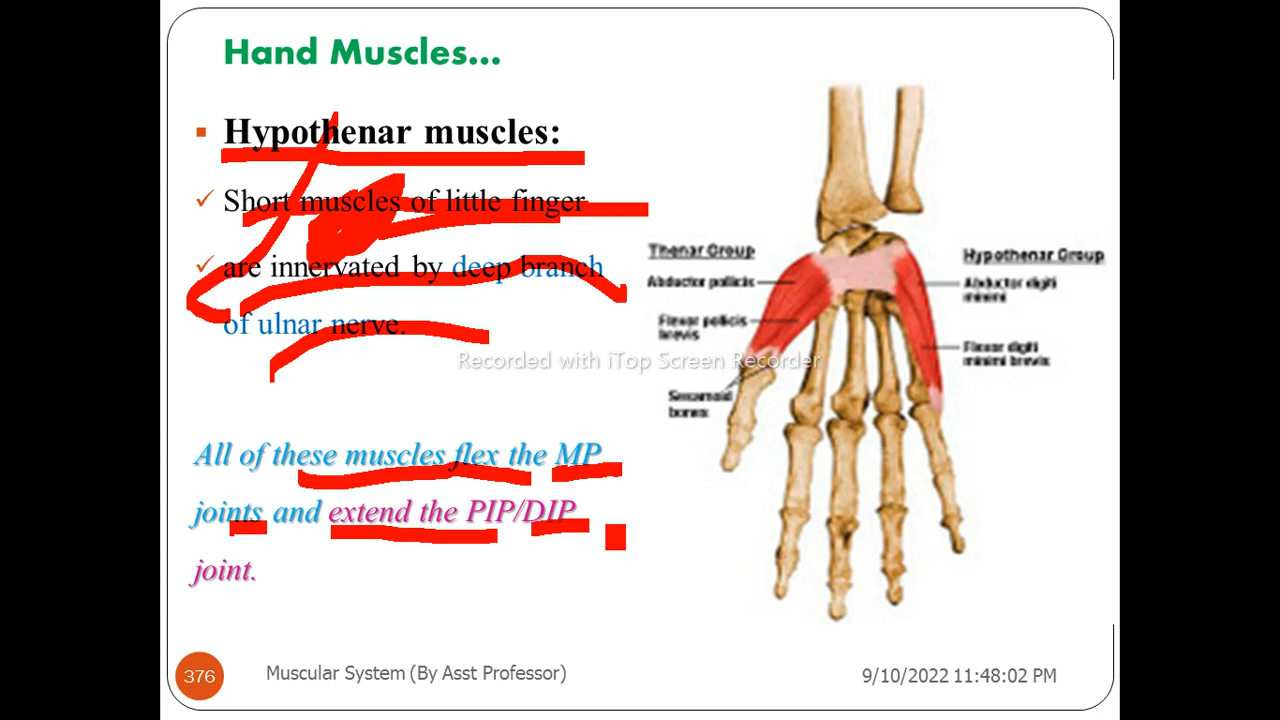 Hand Muscles...
▪ Hypothenar muscles:
✓ Short muscles of little finger
✓ are innervated by deep branch
of ulnar nerve.
All of these muscles flex the MP
joints and extend the PIP/DIP
joint.
Thenar Group
Abductor pollicis
Flexor pollicis
brevis
Sesamoid
bones
Hypothenar Group
Abductor digiti
minimi
Flexor digiti
minimi brevis
Recorded with iTop Screen Recorder
376
Muscular System (By Asst Professor)
9/10/2022 11:48:02 PM